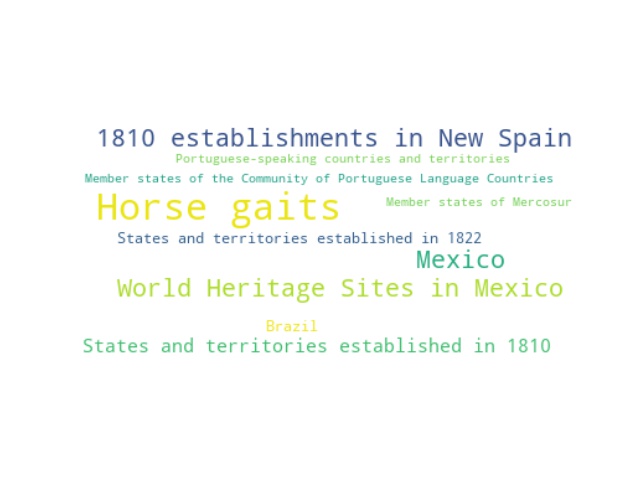 1810 establishments in New Spain
Portuguese-speaking countries and territories
Member states of the Community of Portuguese Language Countries
Horse gaits
Member states of Mercosur
States and territories established in 1822
Mexico
World Heritage Sites in Mexico
Brazil
States and territories established in 1810